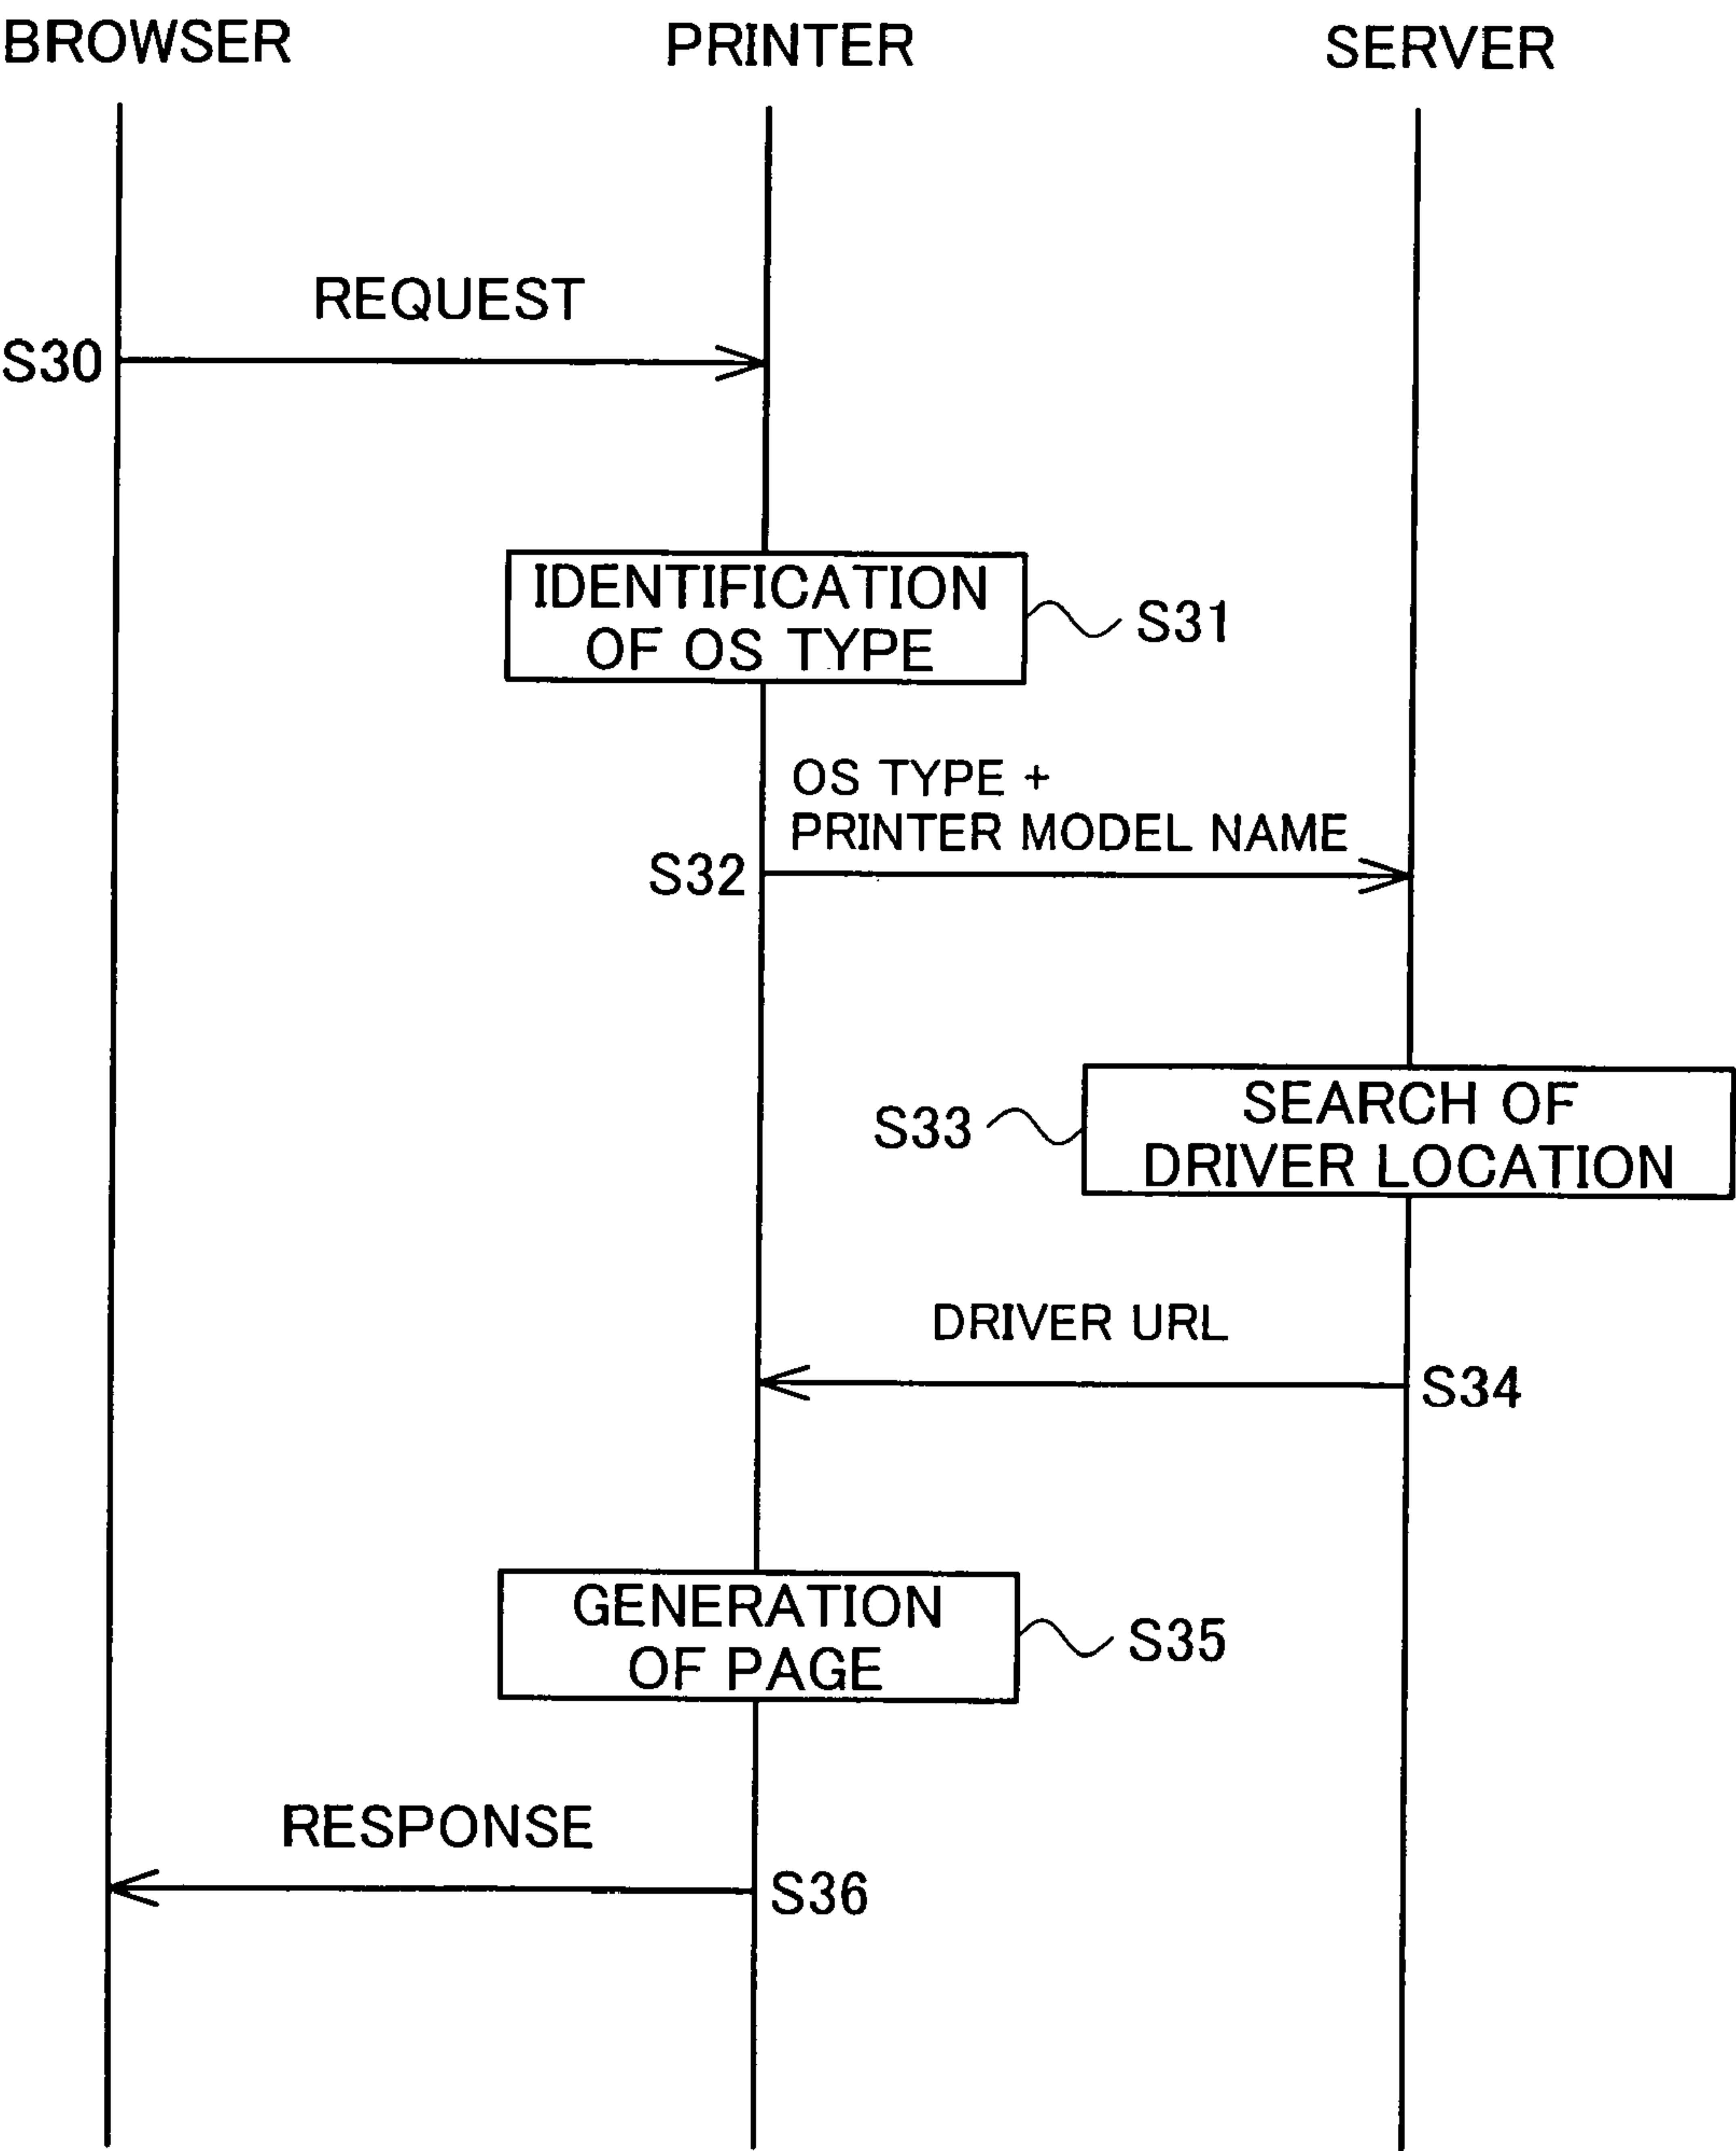 BROWSER PRINTER SERVER
REQUEST
S30
IDENTIFICATION
OF OS TYPE
S31
OS TYPE +
PRINTER MODEL NAME
S32
SEARCH OF
DRIVER LOCATION
S33
DRIVER URL
S34
GENERATION
OF PAGE
S35
RESPONSE
S36